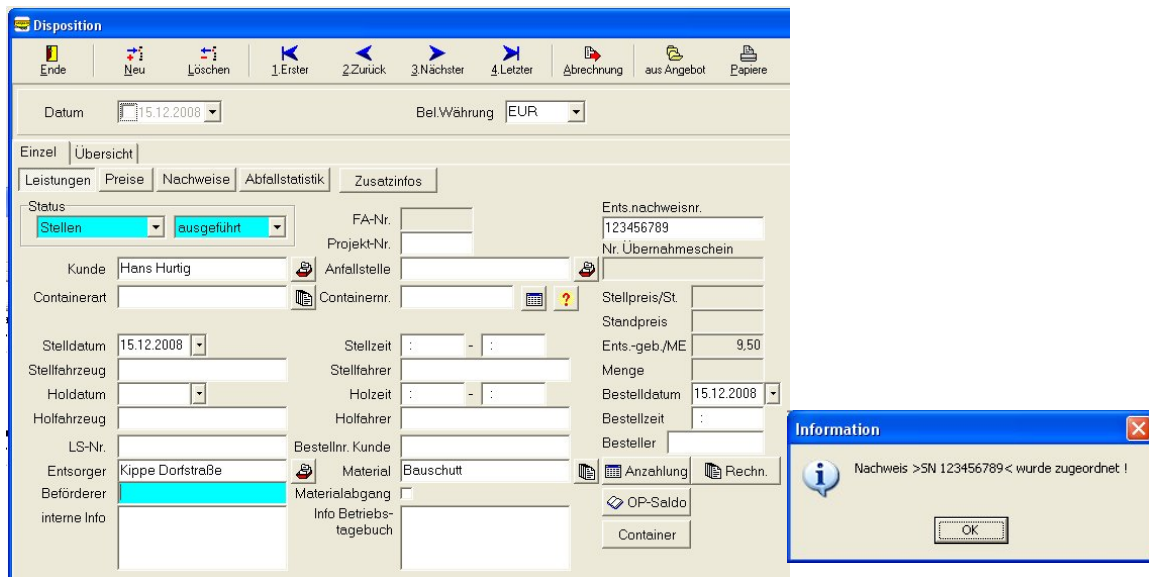 Disposition
Ende Neu Löschen 1.Erster 2.Zurück 3.Nächster 4.Letzter Abrechnung aus Angebot Papiere
Datum 15.12.2008 Bel.Währung EUR
Einzel Übersicht
Leistungen Preise Nachweise Abfallstatistik Zusatzinfos
Status Ents.nachweisnr.
Stellen ausgeführt FA-Nr. 123456789
Projekt-Nr. Nr. Übernahmeschein
Kunde Hans Hurtig Anfallstelle
Containerart Containernr. ? Stellpreis/St.
Standpreis
Stelldatum 15.12.2008 Stellzeit : - : Ents.-geb./ME 9,50
Stellfahrzeug Stellfahrer Menge
Holdatum Holzeit : - : Bestelldatum 15.12.2008
Holfahrzeug Holfahrer Bestellzeit :
LS-Nr. Bestellnr. Kunde Besteller
Entsorger Kippe Dorfstraße Material Bauschutt Anzahlung Rechn.
Beförderer Materialabgang OP-Saldo
interne Info Info Betriebs-
tagebuch Container
Information
Nachweis >SN 123456789< wurde zugeordnet !
OK